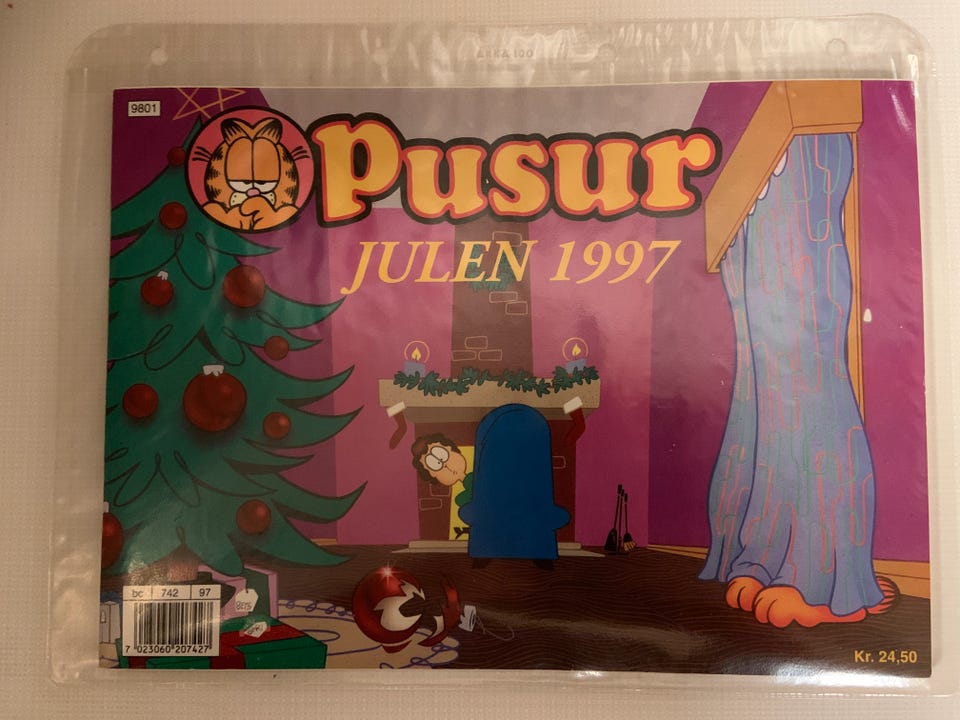 9801
Pusur
JULEN 1997
bc 742 97
7 023060 207427
Kr. 24,50